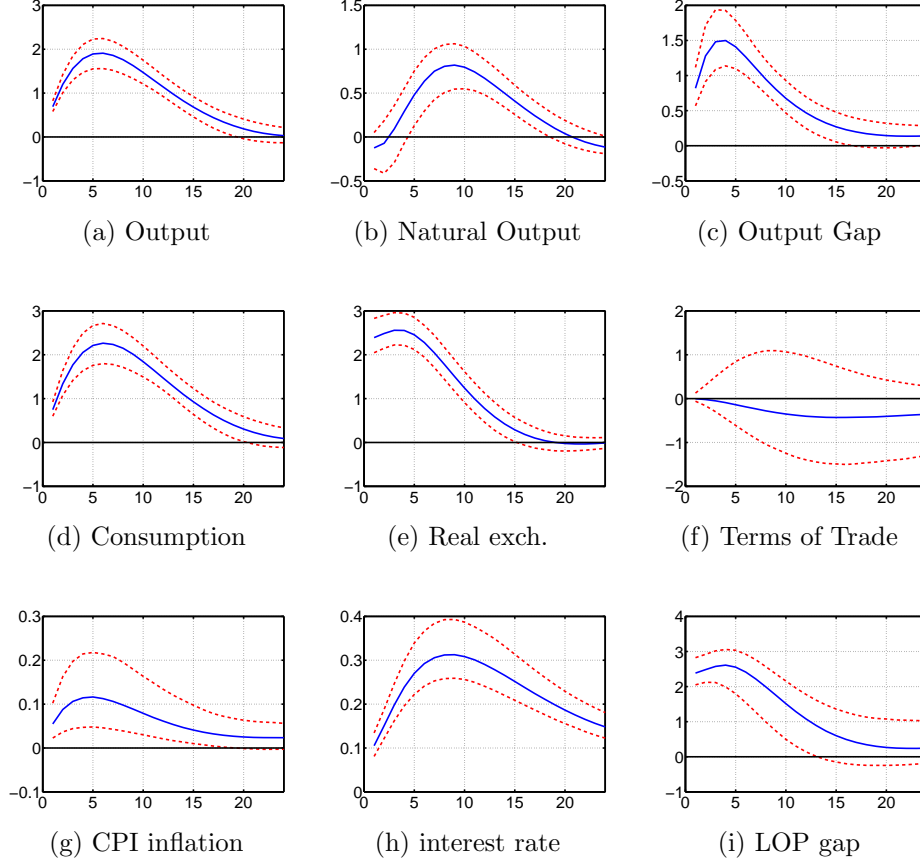 3
2
1
0
−1
0 5 10 15 20
(a) Output
1.5
1
0.5
0
−0.5
0 5 10 15 20
(b) Natural Output
2
1.5
1
0.5
0
−0.5
0 5 10 15 20
(c) Output Gap
3
2
1
0
−1
0 5 10 15 20
(d) Consumption
3
2
1
0
−1
0 5 10 15 20
(e) Real exch.
2
1
0
−1
−2
0 5 10 15 20
(f) Terms of Trade
0.3
0.2
0.1
0
−0.1
0 5 10 15 20
(g) CPI inflation
0.4
0.3
0.2
0.1
0
0 5 10 15 20
(h) interest rate
4
3
2
1
0
−1
0 5 10 15 20
(i) LOP gap